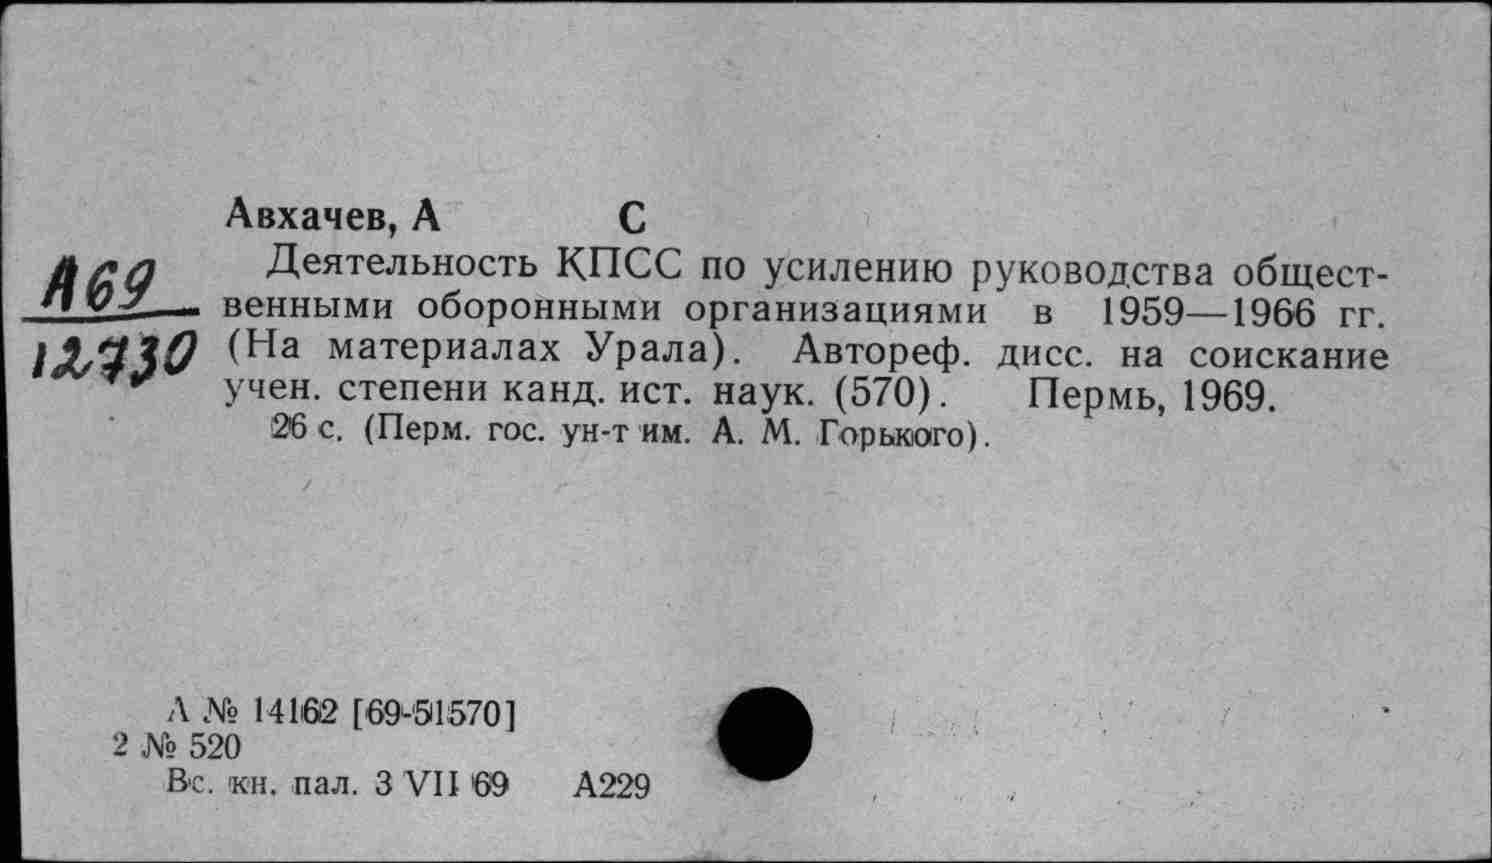 Авхачев, А С
А69
12730
Деятельность КПСС по усилению руководства общест-
венными оборонными организациями в 1959—1966 гг.
(На материалах Урала). Автореф. дисс. на соискание
учен. степени канд. ист. наук. (570). Пермь, 1969.
26 с. (Перм. гос. ун-т им. А. М. Горького).
Л № 14162 [69-51570]
2 № 520
Вс. кн. пал. 3 VII 69 А229